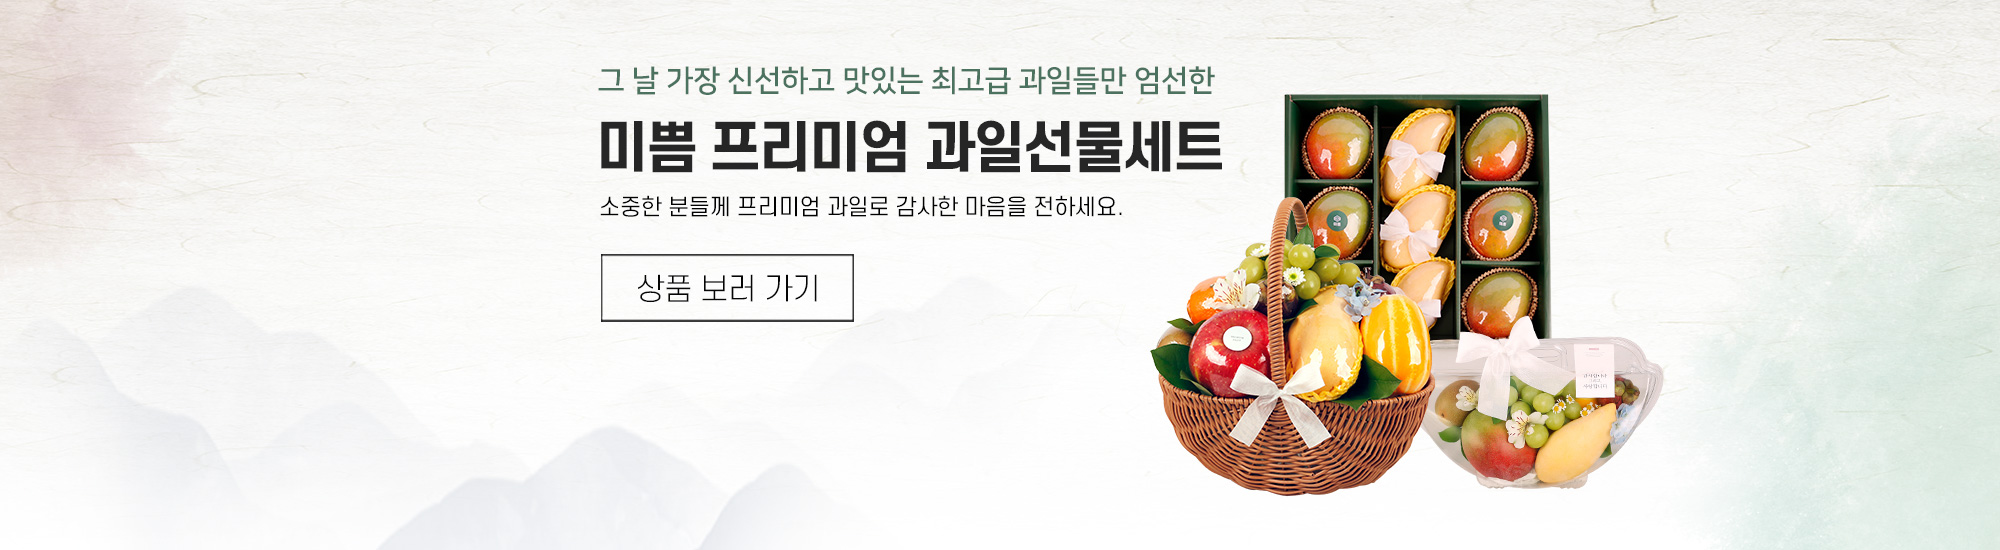 그 날 가장 신선하고 맛있는 최고급 과일들만 엄선한
미쁨 프리미엄 과일선물세트
소중한 분들께 프리미엄 과일로 감사한 마음을 전하세요.
상품 보러 가기